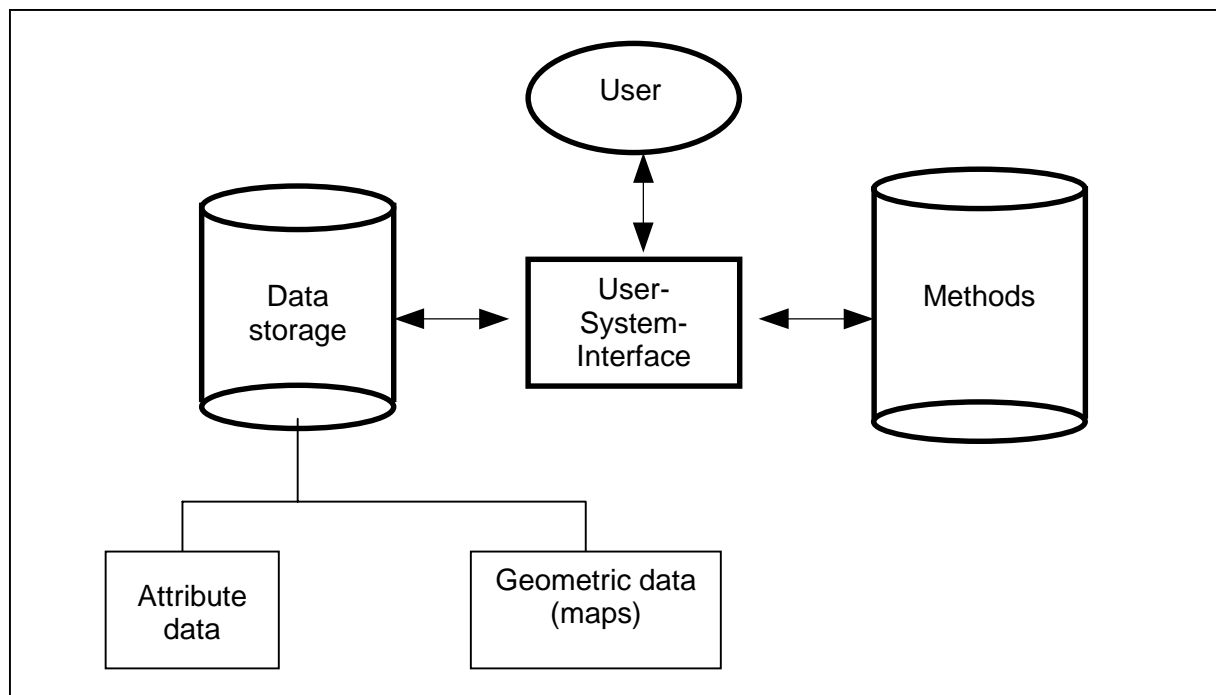 User
Data
storage
User-
System-
Interface
Methods
Attribute
data
Geometric data
(maps)